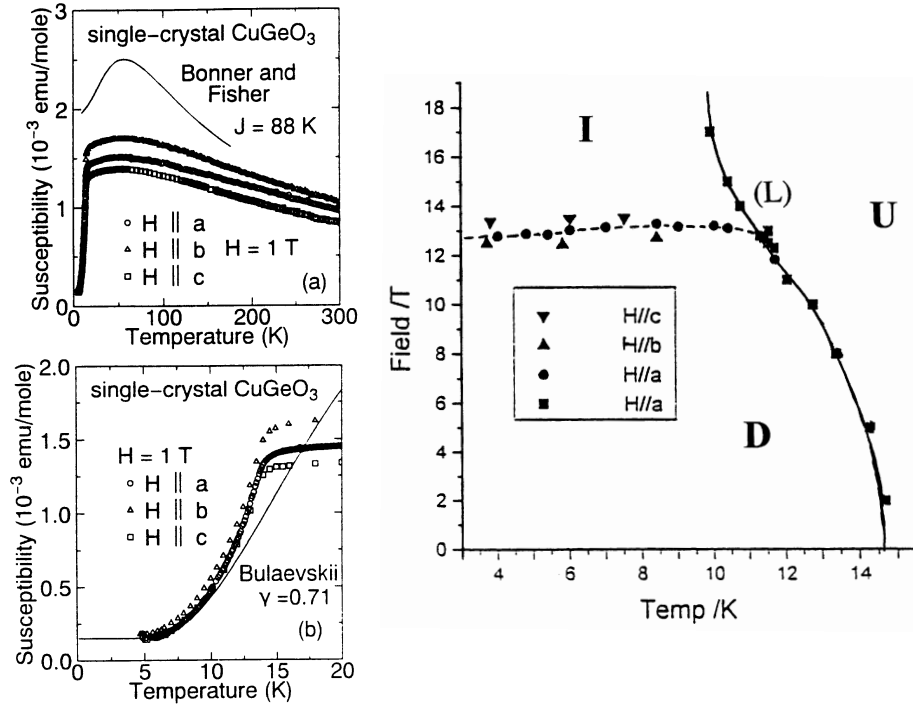 (a)
3
single-crystal CuGeO₃
Bonner and
Fisher
J = 88 K
2
1
0
○ H || a
△ H || b H = 1 T
□ H || c
(a)
0 100 200 300
Temperature (K)
Susceptibility (10⁻³ emu/mole)
(b)
2.0
single-crystal CuGeO₃
1.5
H = 1 T
○ H || a
△ H || b
□ H || c
1.0
0.5
0.0
Bulaevskii
γ =0.71
(b)
0 5 10 15 20
Temperature (K)
Susceptibility (10⁻³ emu/mole)
18
16
14
12
10
8
6
4
2
0
I
(L)
U
▼ H//c
▲ H//b
● H//a
■ H//a
D
4 6 8 10 12 14
Temp /K
Field /T